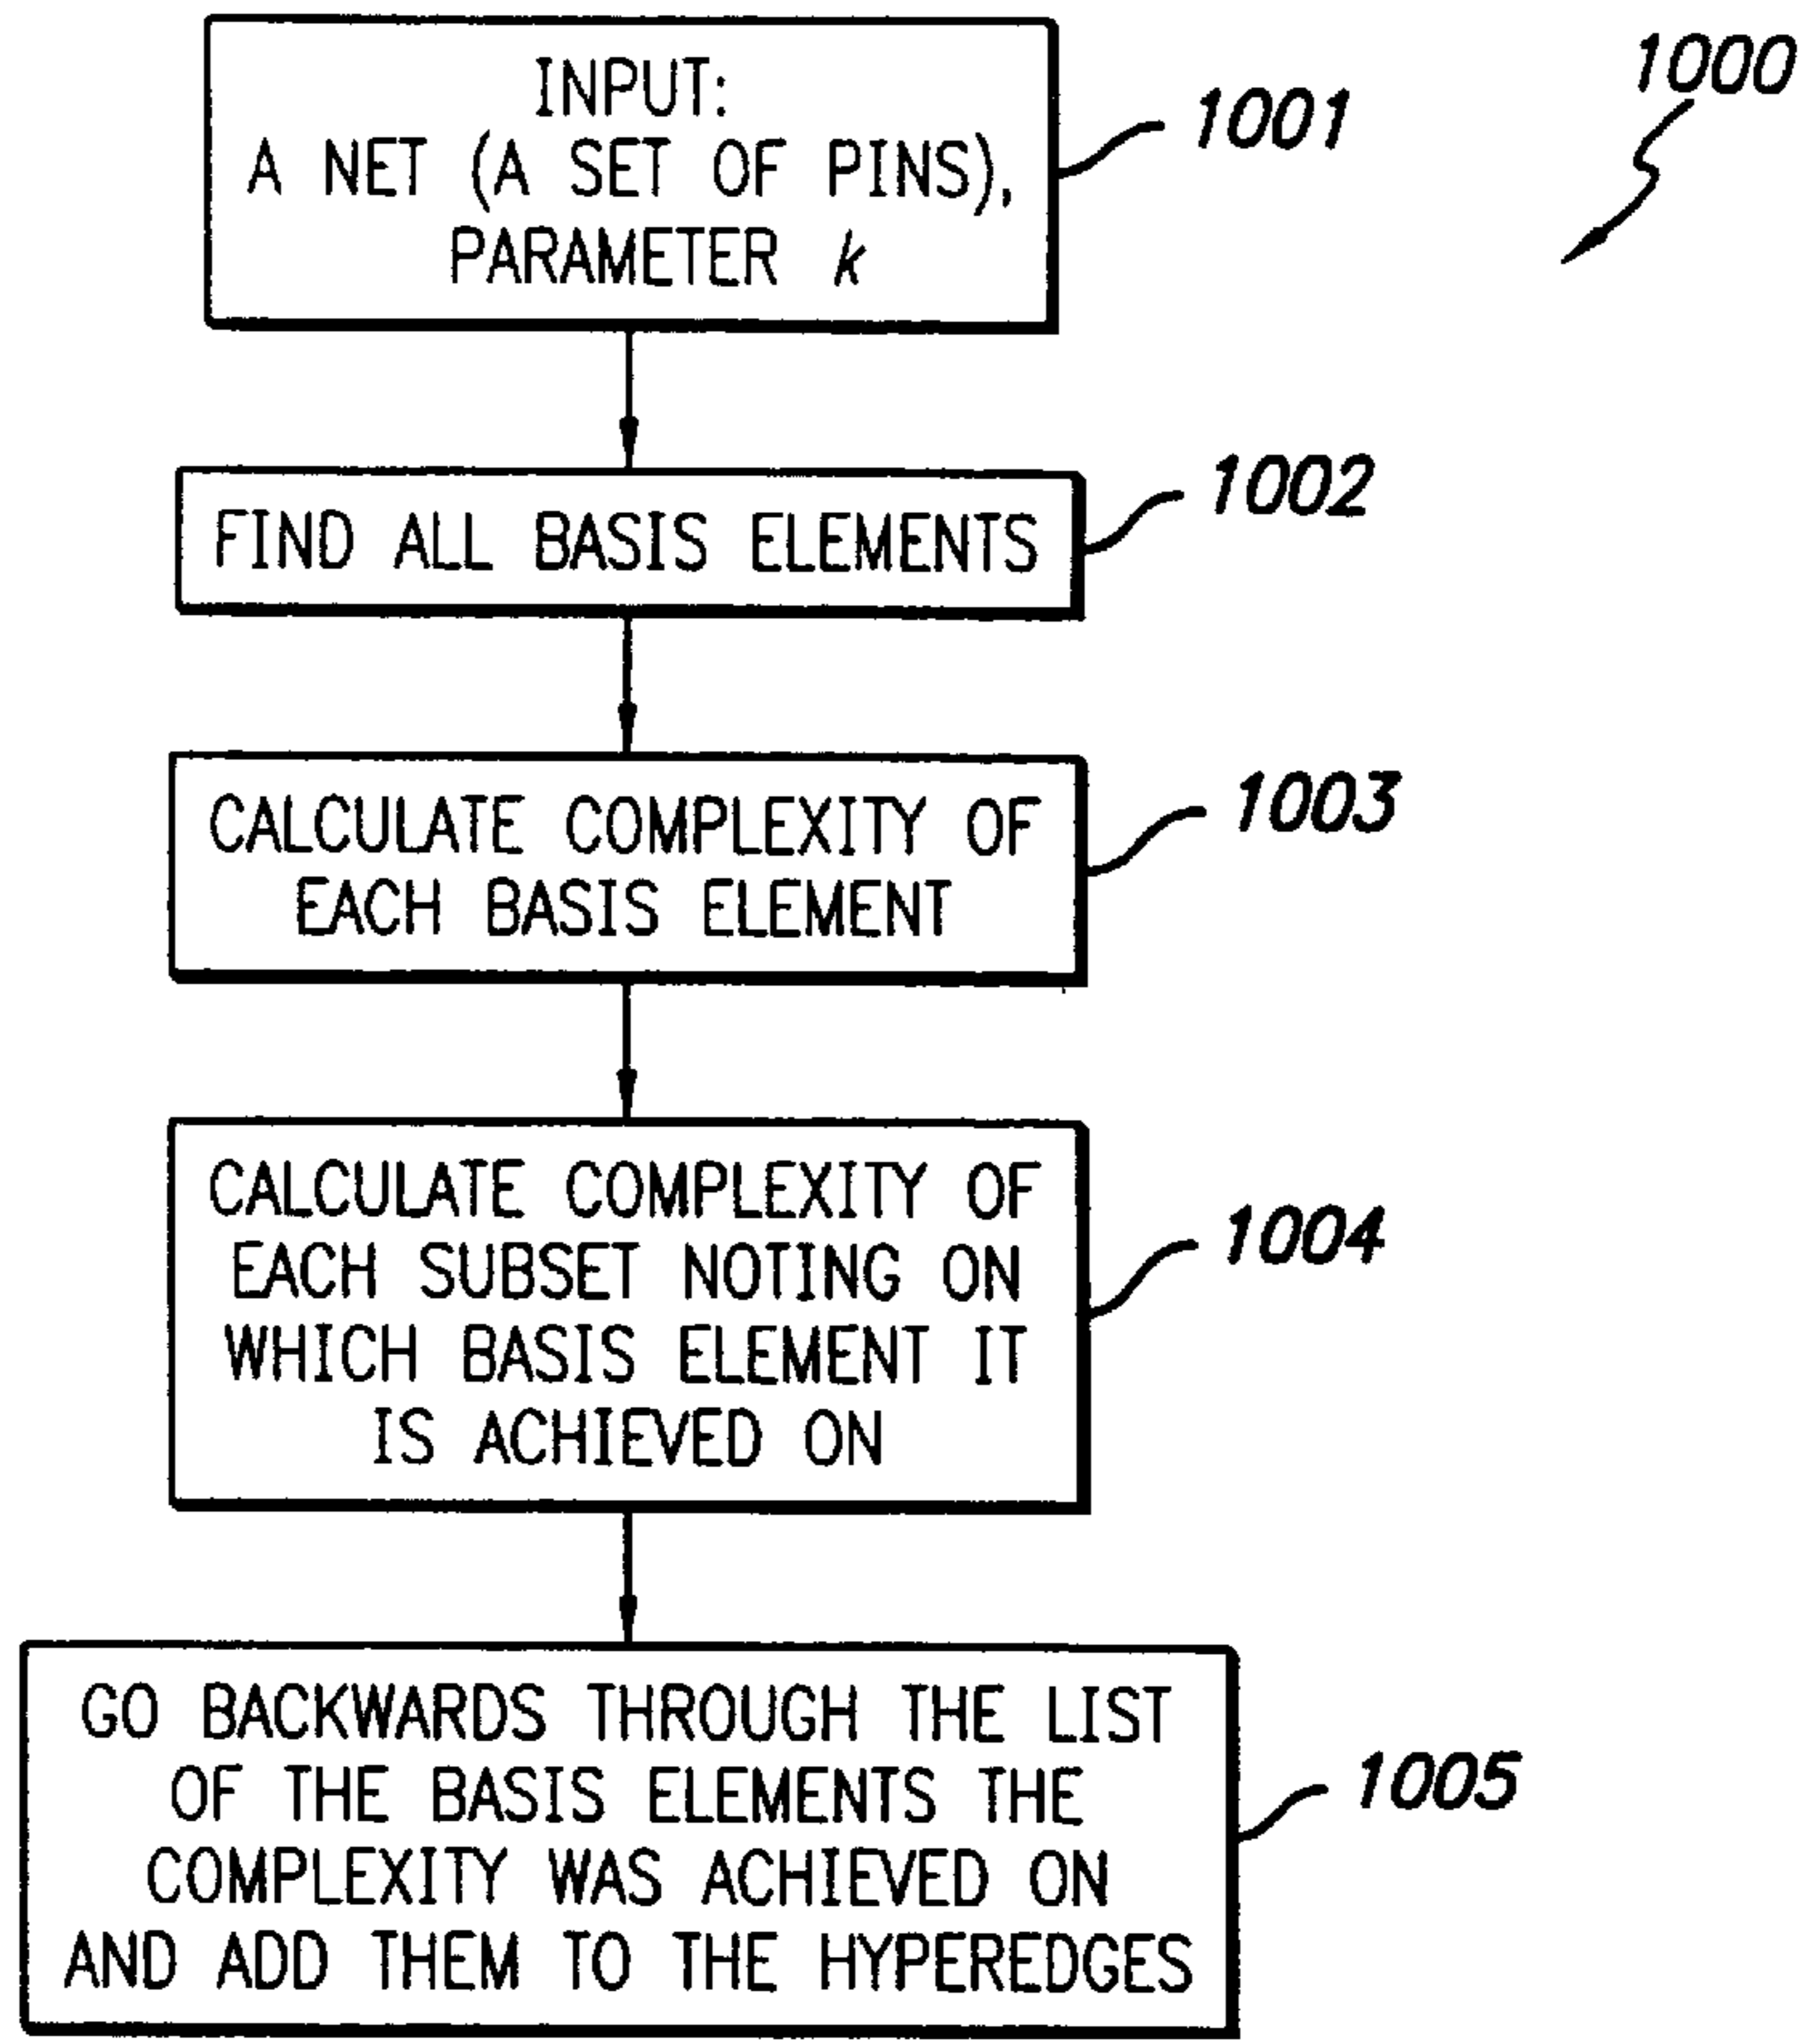 1000
INPUT:
A NET (A SET OF PINS),
PARAMETER k
1001
FIND ALL BASIS ELEMENTS
1002
CALCULATE COMPLEXITY OF
EACH BASIS ELEMENT
1003
CALCULATE COMPLEXITY OF
EACH SUBSET NOTING ON
WHICH BASIS ELEMENT IT
IS ACHIEVED ON
1004
GO BACKWARDS THROUGH THE LIST
OF THE BASIS ELEMENTS THE
COMPLEXITY WAS ACHIEVED ON
AND ADD THEM TO THE HYPEREDGES
1005